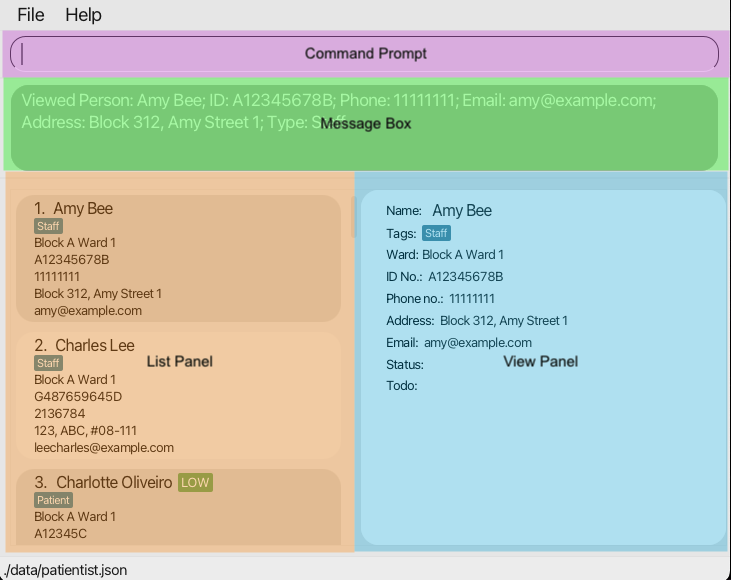 File Help
Command Prompt
Viewed Person: Amy Bee; ID: A12345678B; Phone: 11111111; Email: amy@example.com;
Address: Block 312, Amy Street 1; Type: Staff
Message Box
1. Amy Bee
Staff
Block A Ward 1
A12345678B
11111111
Block 312, Amy Street 1
amy@example.com
2. Charles Lee
Staff
Block A Ward 1
G487659645D
2136784
123, ABC, #08-111
leecharles@example.com
List Panel
3. Charlotte Oliveiro LOW
Patient
Block A Ward 1
A12345C
Name: Amy Bee
Tags: Staff
Ward: Block A Ward 1
ID No.: A12345678B
Phone no.: 11111111
Address: Block 312, Amy Street 1
Email: amy@example.com
Status:
View Panel
Todo:
./data/patientist.json